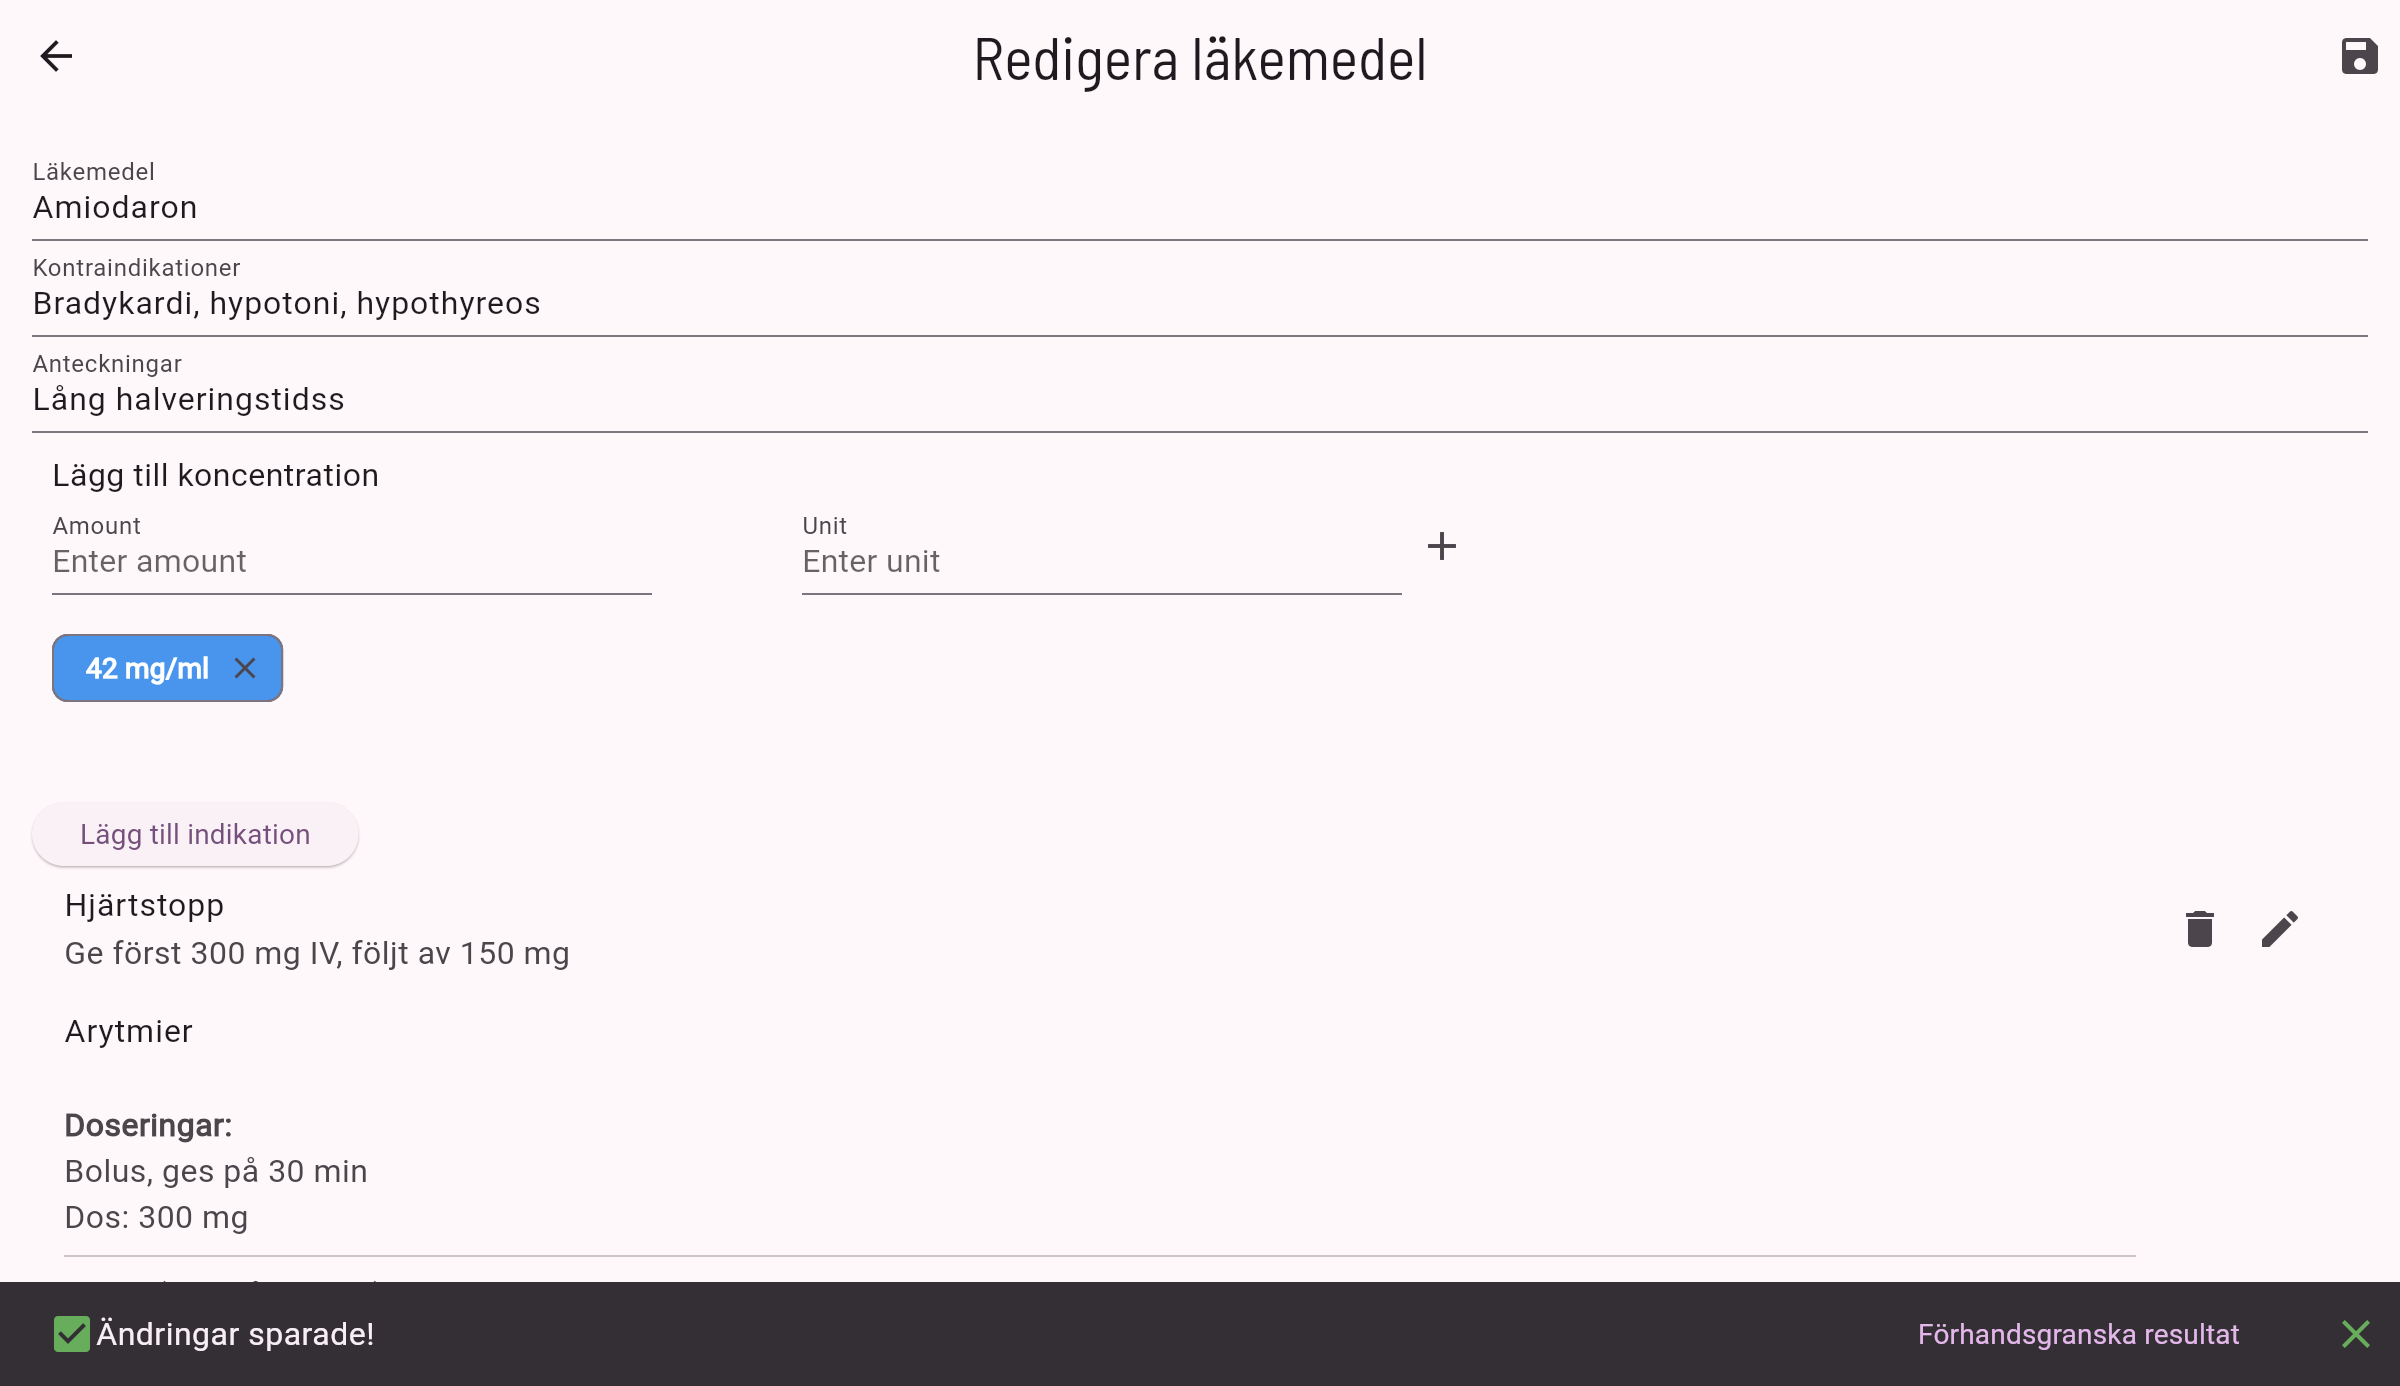 Redigera läkemedel
Läkemedel
Amiodaron
Kontraindikationer
Bradykardi, hypotoni, hypothyreos
Anteckningar
Lång halveringstidss
Lägg till koncentration
Amount
Enter amount
Unit
Enter unit
42 mg/ml
Lägg till indikation
Hjärtstopp
Ge först 300 mg IV, följt av 150 mg
Arytmier
Doseringar:
Bolus, ges på 30 min
Dos: 300 mg
Ändringar sparade!
Förhandsgranska resultat